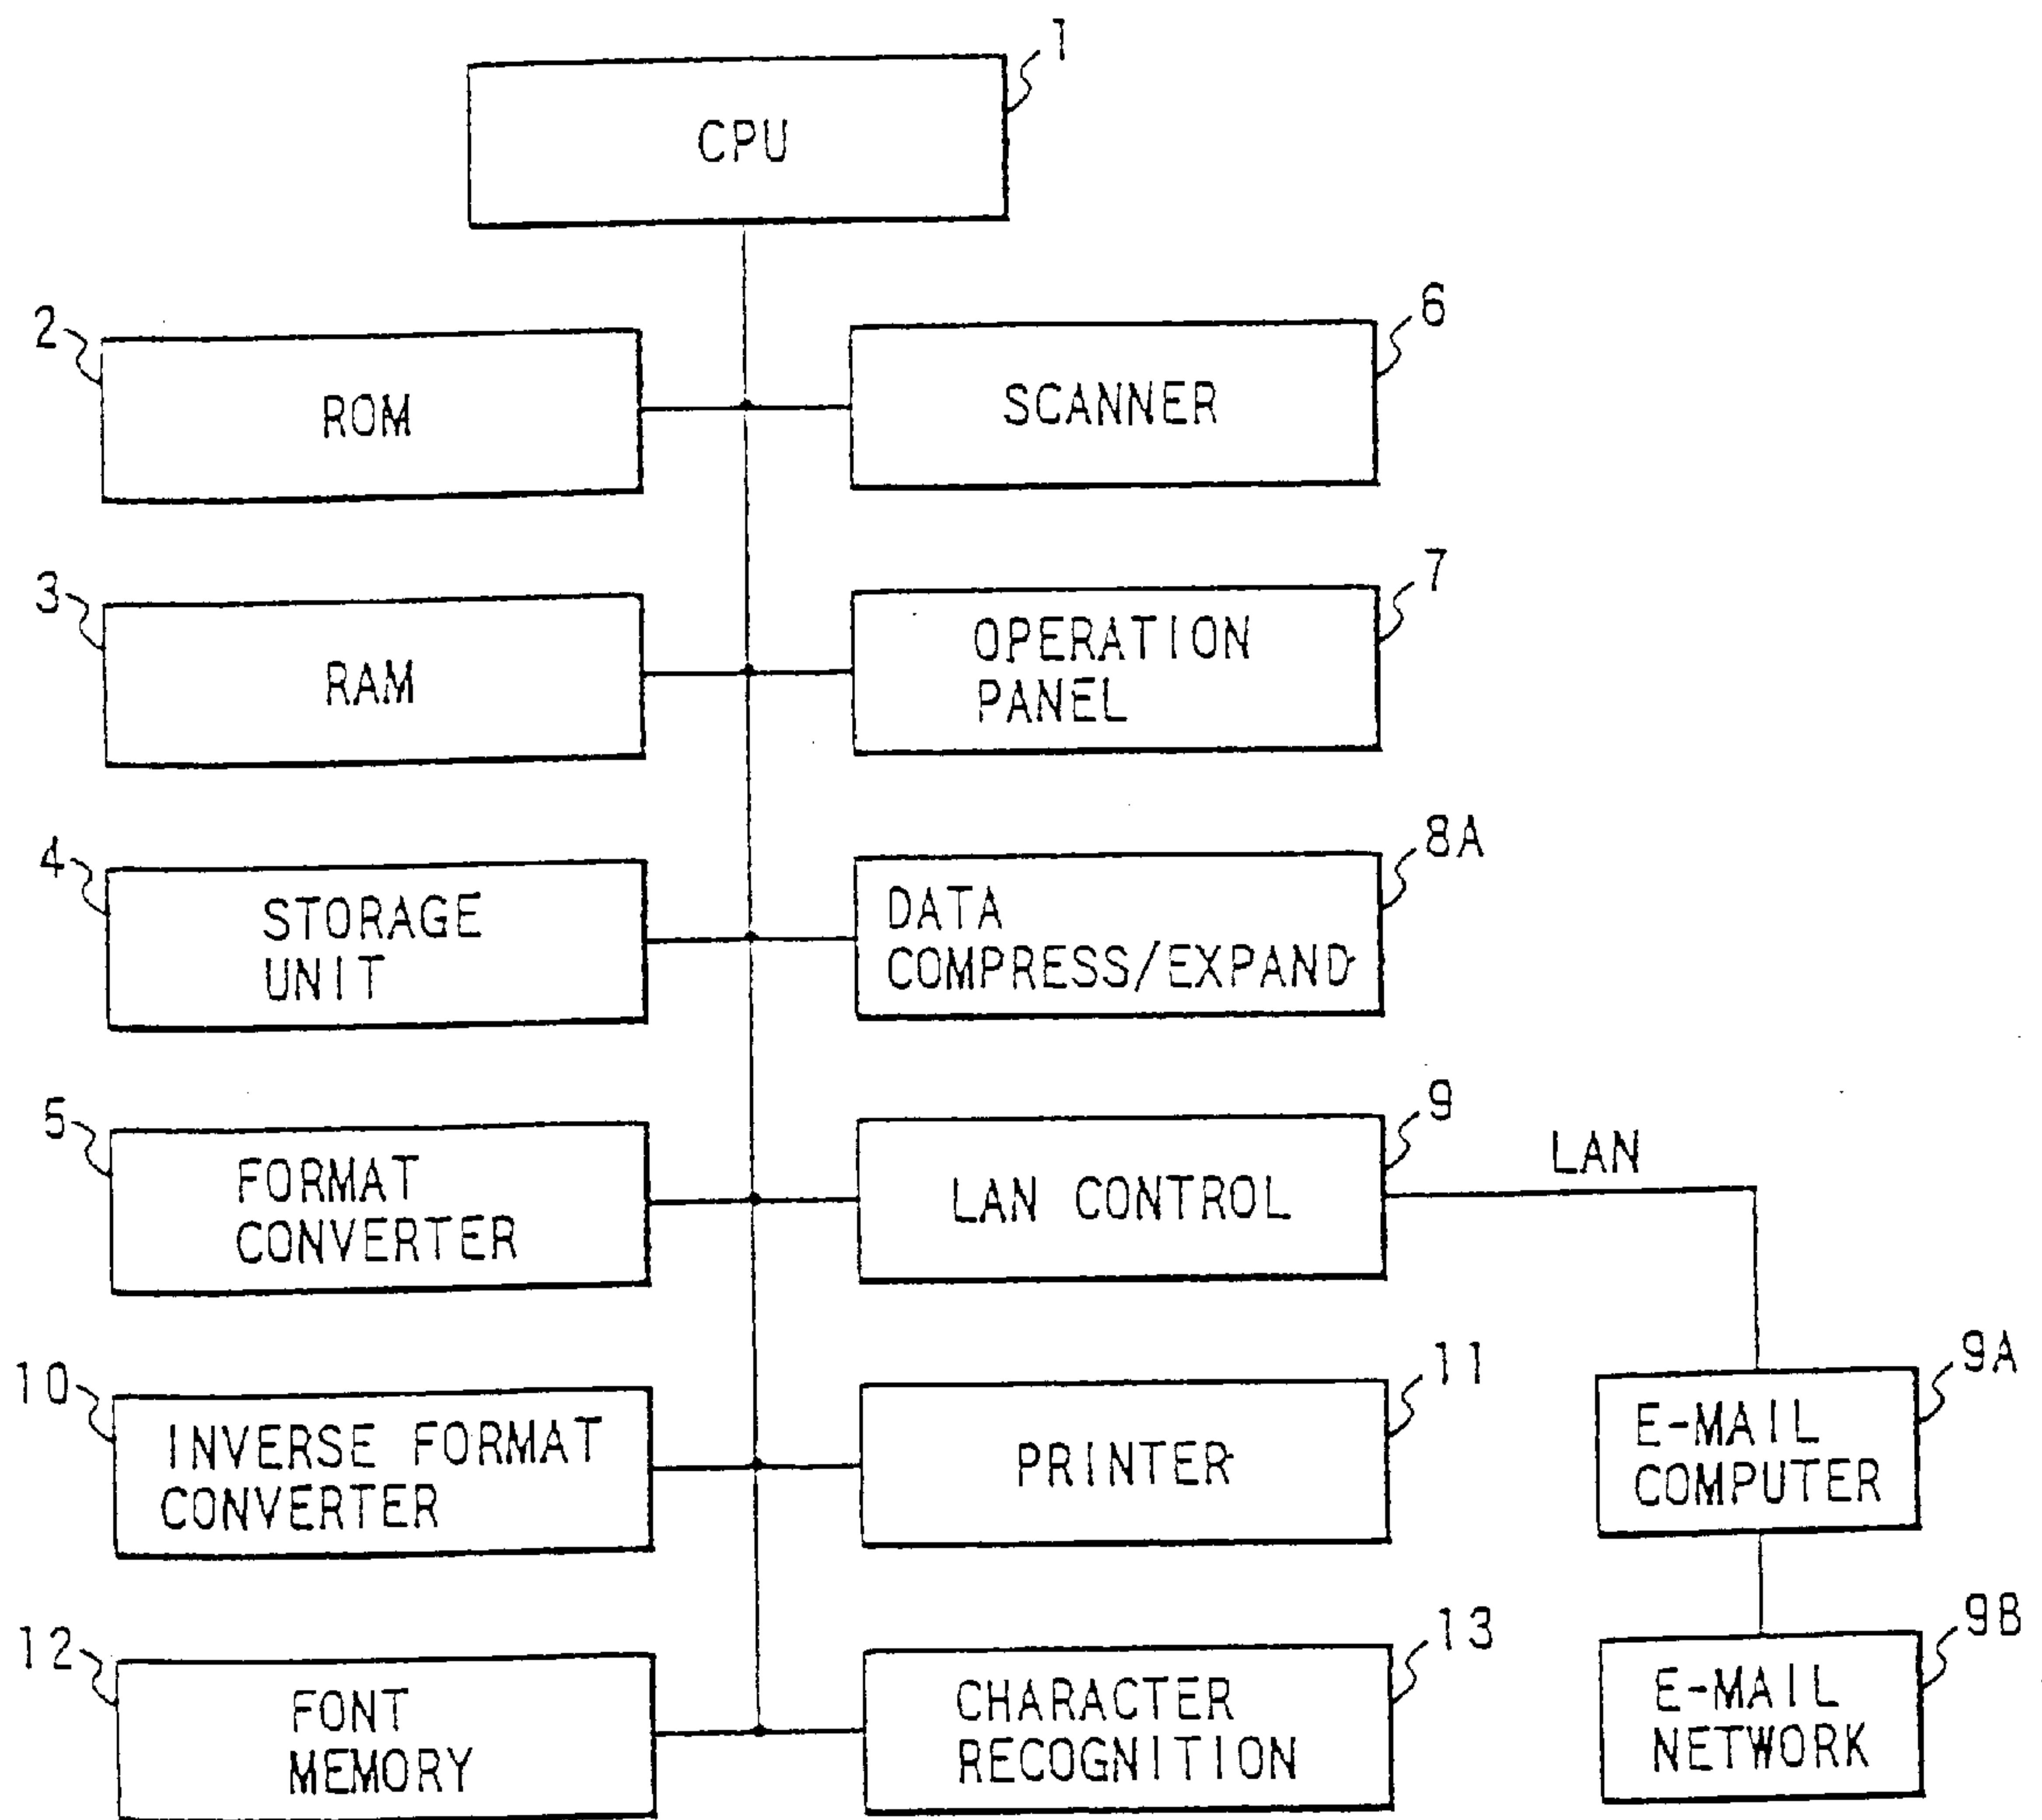 1
CPU
2
ROM
6
SCANNER
3
RAM
7
OPERATION
PANEL
4
STORAGE
UNIT
8A
DATA
COMPRESS/EXPAND
5
FORMAT
CONVERTER
9
LAN CONTROL
LAN
10
INVERSE FORMAT
CONVERTER
11
PRINTER
9A
E-MAIL
COMPUTER
12
FONT
MEMORY
13
CHARACTER
RECOGNITION
9B
E-MAIL
NETWORK